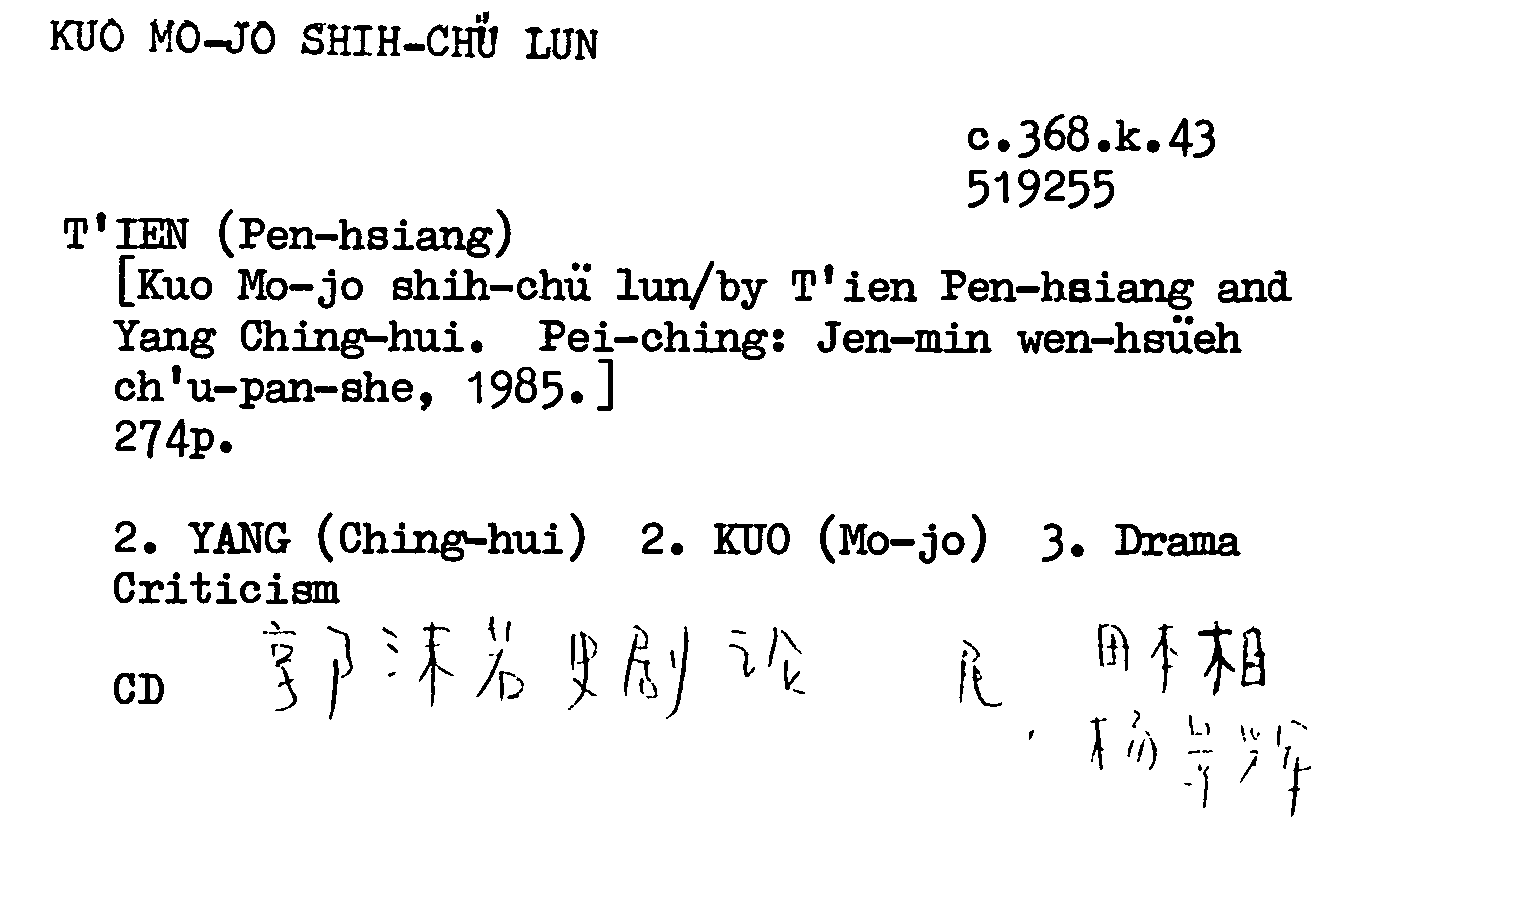 KUO MO-JO SHIH-CHÜ LUN
c.368.k.43
519255
T'IEN (Pen-hsiang)
[Kuo Mo-jo shih-chü lun/by T'ien Pen-hsiang and
Yang Ching-hui. Pei-ching: Jen-min wen-hsüeh
ch'u-pan-she, 1985.]
274p.
2. YANG (Ching-hui) 2. KUO (Mo-jo) 3. Drama
Criticism
CD 郭沫若史剧论 田本相
杨